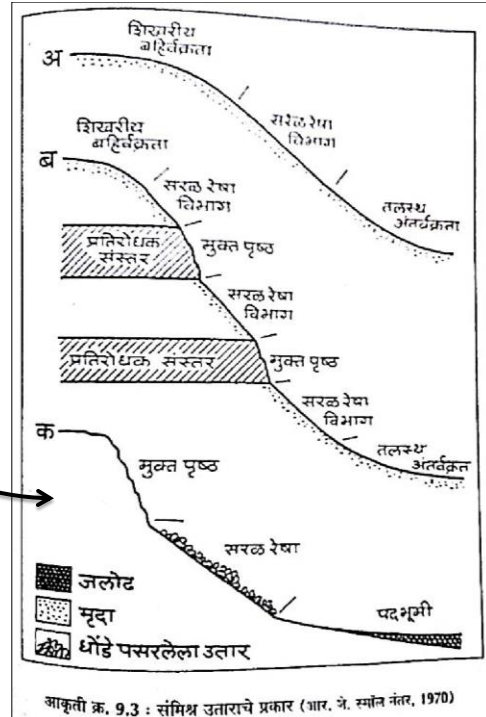 शिखरीय
बहिर्वक्रता
अ
सरळ रेषा
विभाग
तलस्थ
अंतर्वक्रता
शिखरीय
बहिर्वक्रता
ब
सरळ रेषा
विभाग
प्रतिरोधक
संस्तर
मुक्त पृष्ठ
सरळ रेषा
विभाग
प्रतिरोधक संस्तर
मुक्त पृष्ठ
सरळ रेषा
विभाग
तलस्थ
अंतर्वक्रता
क
मुक्त पृष्ठ
सरळ रेषा
पदभूमी
जलोढ
मृदा
धोंडे पसरलेला उतार
आकृती क्र. 9.3 : संमिश्र उताराचे प्रकार (आर. जे. स्मॉल नंतर, 1970)